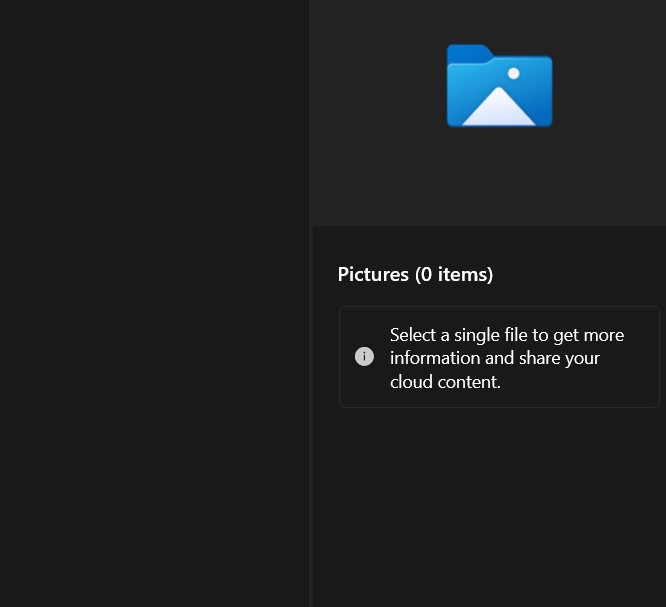 Pictures (0 items)
Select a single file to get more
information and share your
cloud content.